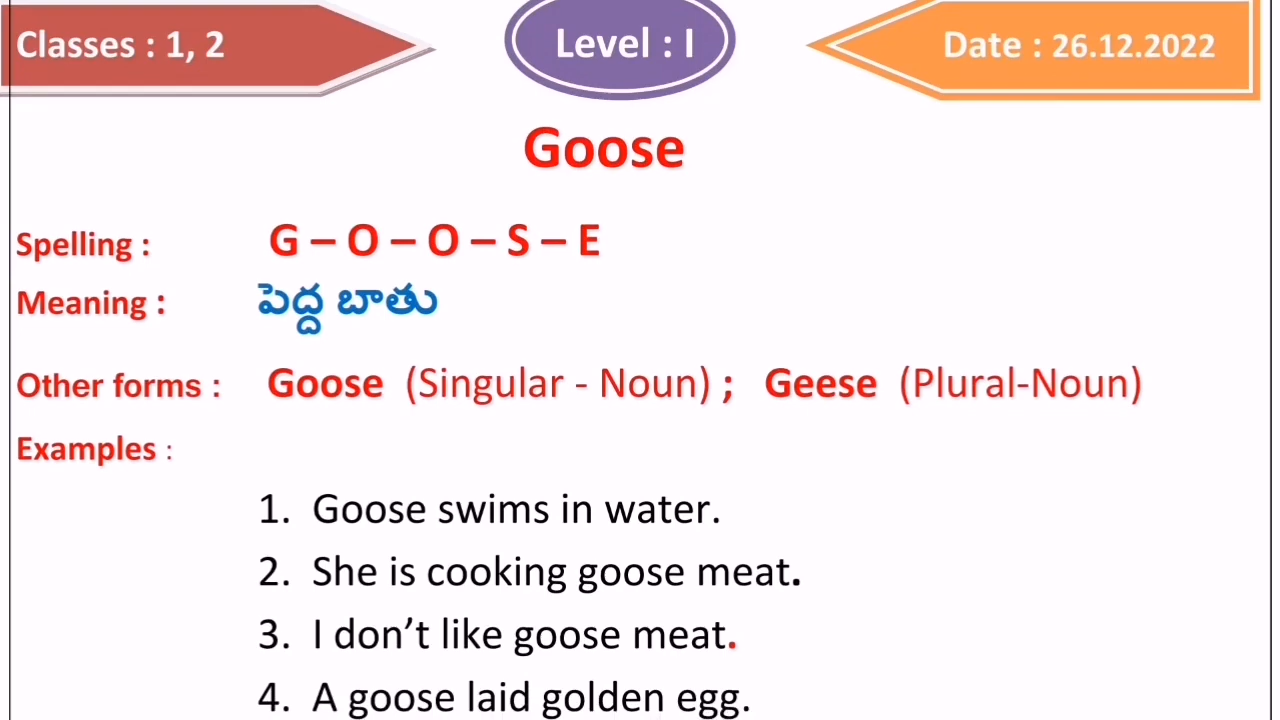 Classes : 1, 2
Level : I
Date : 26.12.2022
Goose
Spelling : G – O – O – S – E
Meaning : పెద్ద బాతు
Other forms : Goose (Singular - Noun) ; Geese (Plural-Noun)
Examples :
1. Goose swims in water.
2. She is cooking goose meat.
3. I don’t like goose meat.
4. A goose laid golden egg.